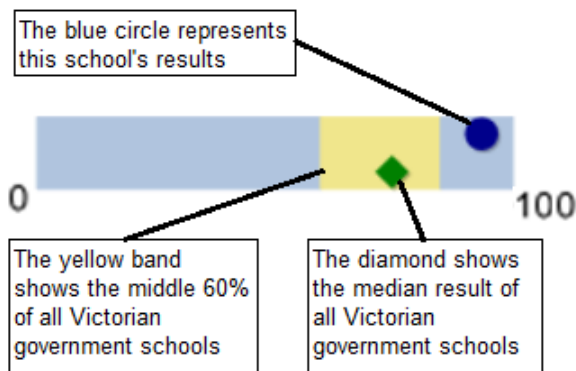 The blue circle represents
this school's results
0
100
The yellow band
shows the middle 60%
of all Victorian
government schools
The diamond shows
the median result of
all Victorian
government schools